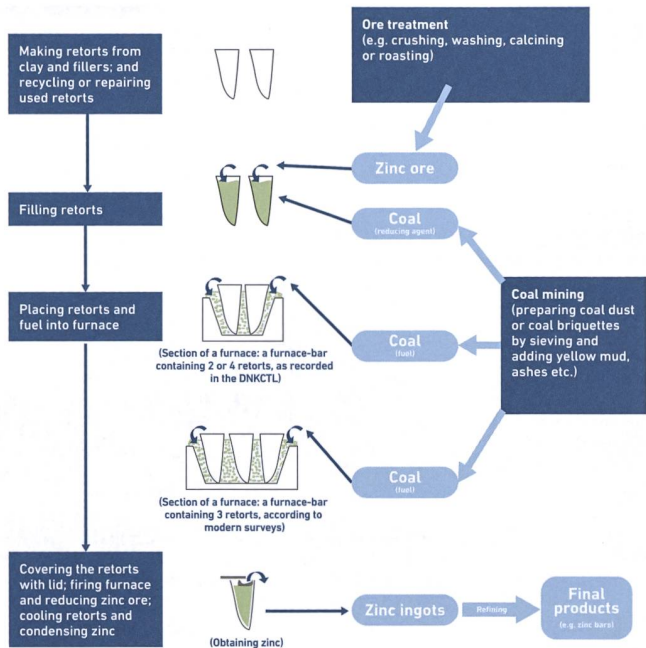 Making retorts from
clay and fillers; and
recycling or repairing
used retorts
Ore treatment
(e.g. crushing, washing, calcining
or roasting)
Zinc ore
Filling retorts
Coal
(reducing agent)
Placing retorts and
fuel into furnace
(Section of a furnace: a furnace-bar
containing 2 or 4 retorts, as recorded
in the DNKCTL)
Coal
(fuel)
Coal mining
(preparing coal dust
or coal briquettes
by sieving and
adding yellow mud,
ashes etc.)
(Section of a furnace: a furnace-bar
containing 3 retorts, according to
modern surveys)
Coal
(fuel)
Covering the retorts
with lid; firing furnace
and reducing zinc ore;
cooling retorts and
condensing zinc
(Obtaining zinc)
Zinc ingots
Refining
Final
products
(e.g. zinc bars)